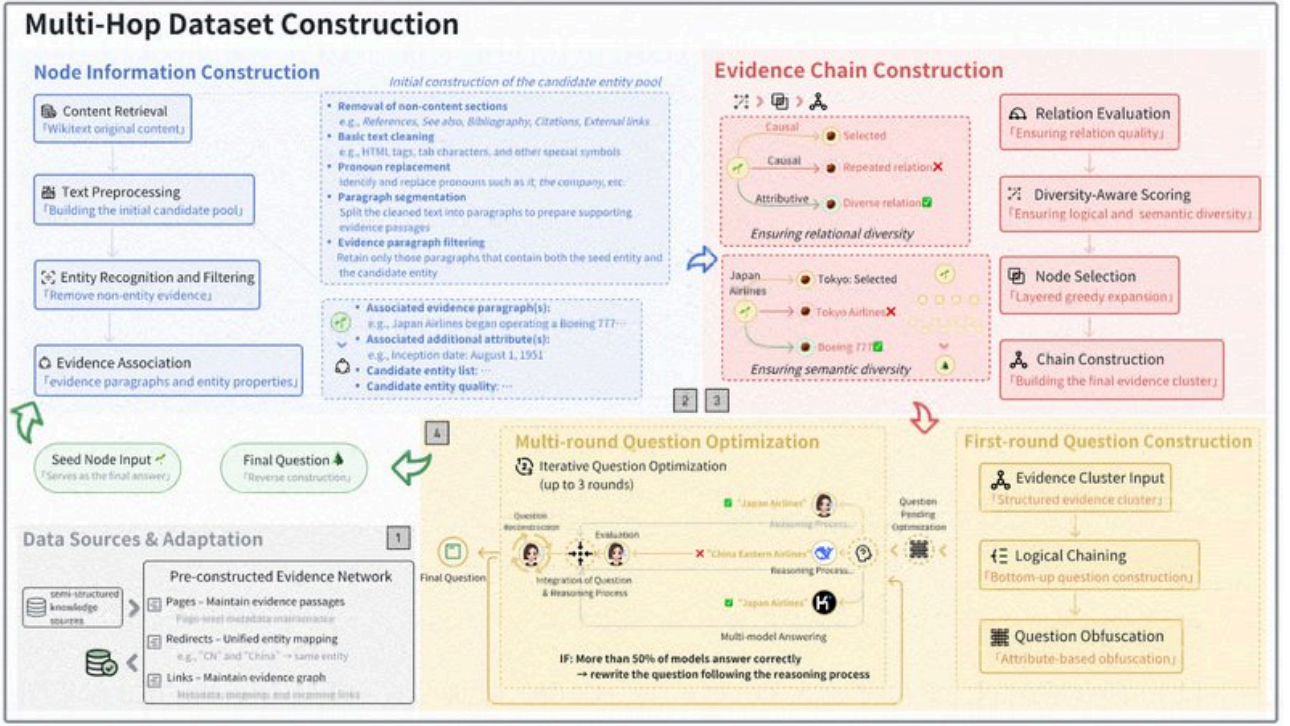 Multi-Hop Dataset Construction
Node Information Construction
Content Retrieval
「Wikitext original content」
Text Preprocessing
「Building the initial candidate pool」
Entity Recognition and Filtering
「Remove non-entity evidence」
Evidence Association
「evidence paragraphs and entity properties」
Initial construction of the candidate entity pool
• Removal of non-content sections
e.g., References, See also, Bibliography, Citations, External links
• Basic text cleaning
e.g., HTML tags, tab characters, and other special symbols
• Pronoun replacement
Identify and replace pronouns such as it, the company, etc.
• Paragraph segmentation
Split the cleaned text into paragraphs to prepare supporting
evidence passages
• Evidence paragraph filtering
Retain only those paragraphs that contain both the seed entity and
the candidate entity
• Associated evidence paragraph(s):
e.g., Japan Airlines began operating a Boeing 777···
• Associated additional attribute(s):
e.g., Inception date: August 1, 1951
• Candidate entity list: ···
• Candidate entity quality: ···
Evidence Chain Construction
Causal
Selected
Causal
Repeated relation
Attributive
Diverse relation
Ensuring relational diversity
Japan
Airlines
Tokyo: Selected
Tokyo Airlines
Boeing 777
Ensuring semantic diversity
Relation Evaluation
「Ensuring relation quality」
Diversity-Aware Scoring
「Ensuring logical and semantic diversity」
Node Selection
「Layered greedy expansion」
Chain Construction
「Building the final evidence cluster」
2 3
Seed Node Input
「Serves as the final answer」
Final Question
「Reverse construction」
Data Sources & Adaptation
1
semi-structured
knowledge
sources
Pre-constructed Evidence Network
Pages – Maintain evidence passages
Page-level metadata maintenance
Redirects – Unified entity mapping
e.g., "CN" and "China" → same entity
Links – Maintain evidence graph
Metadata, outgoing, and incoming links
4
Multi-round Question Optimization
Iterative Question Optimization
(up to 3 rounds)
Final Question
Question
Reconstruction
Evaluation
Integration of Question
& Reasoning Process
"Japan Airlines"
Reasoning Process...
"China Eastern Airlines"
Reasoning Process...
"Japan Airlines"
Multi-model Answering
Question
Pending
Optimization
IF: More than 50% of models answer correctly
→ rewrite the question following the reasoning process
First-round Question Construction
Evidence Cluster Input
「Structured evidence cluster」
Logical Chaining
「Bottom-up question construction」
Question Obfuscation
「Attribute-based obfuscation」